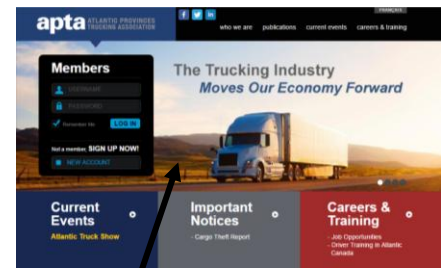 FRANÇAIS
apta ATLANTIC PROVINCES
TRUCKING ASSOCIATION
who we are publications current events careers & training
Members
USERNAME
PASSWORD
Remember Me LOG IN
Not a member, SIGN UP NOW!
NEW ACCOUNT
The Trucking Industry
Moves Our Economy Forward
Current
Events
Atlantic Truck Show
Important
Notices
- Cargo Theft Report
Careers &
Training
- Job Opportunities
- Driver Training in Atlantic
Canada